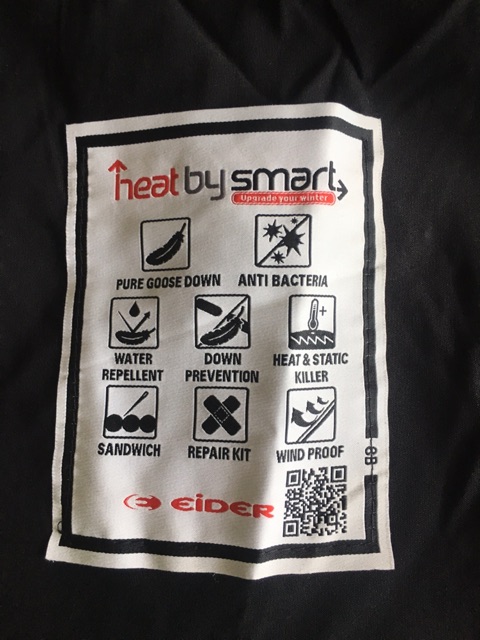 heat by smart
Upgrade your winter
PURE GOOSE DOWN
ANTI BACTERIA
WATER REPELLENT
DOWN PREVENTION
HEAT & STATIC KILLER
SANDWICH
REPAIR KIT
WIND PROOF
EiDER